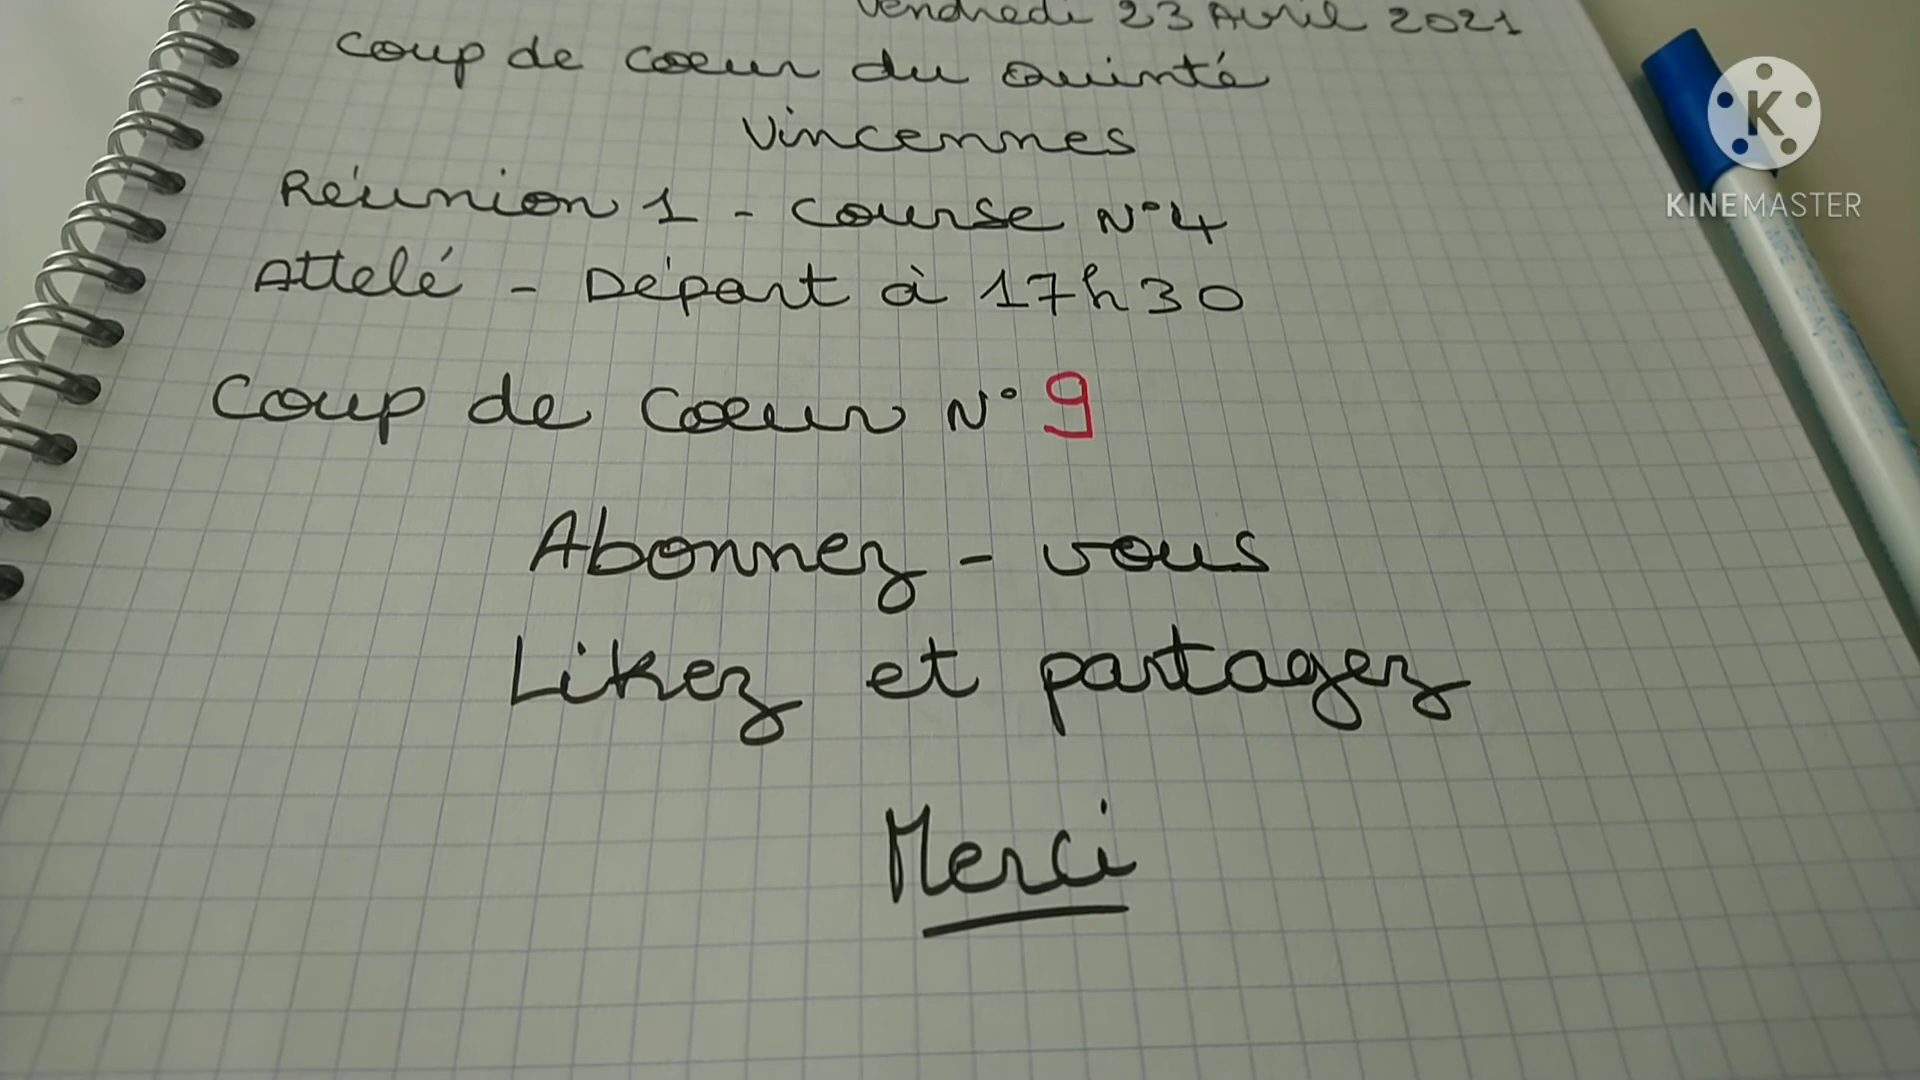 Vendredi 23 Avril 2021
Coup de coeur du Quinté
Vincennes
Réunion 1 - Course N°4
Attelé - Départ à 17h30
Coup de Coeur N° 9
Abonnez-vous
Likez et partagez
Merci
K
KINEMASTER